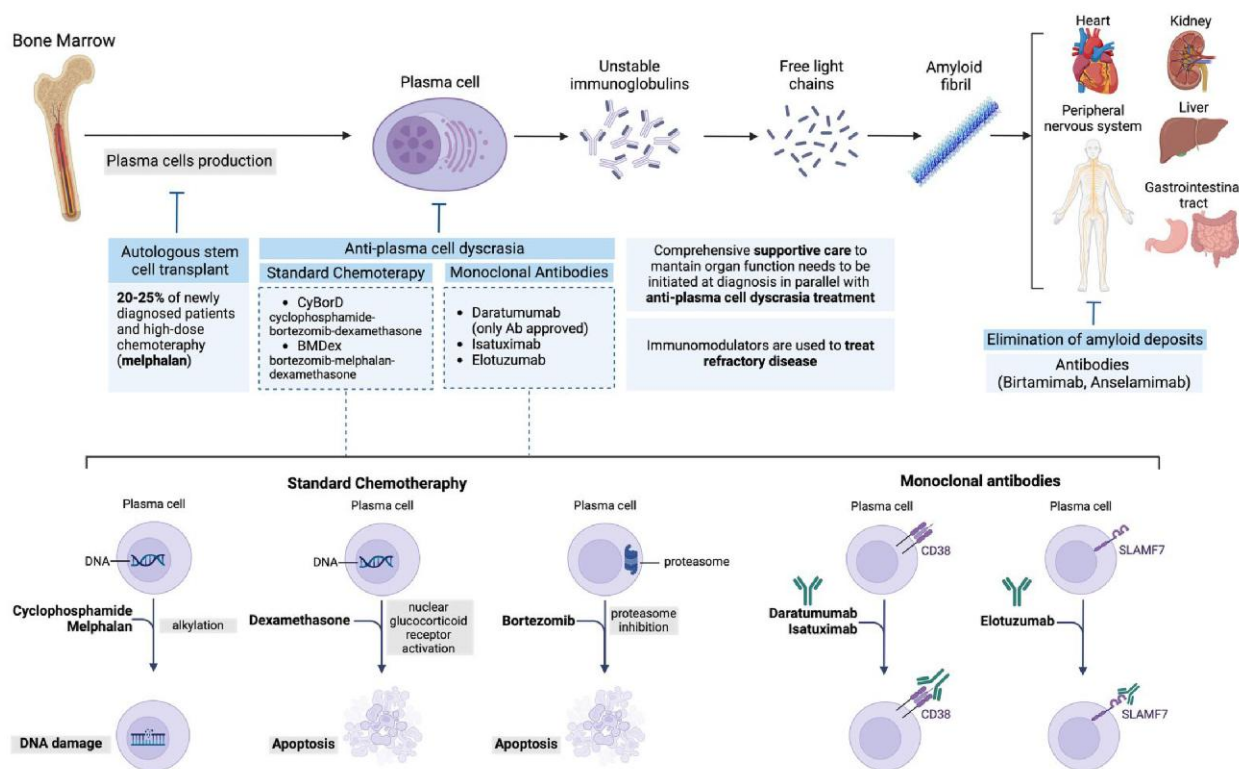 Bone Marrow
Plasma cells production
Plasma cell
Unstable
immunoglobulins
Free light
chains
Amyloid
fibril
Heart
Kidney
Peripheral
nervous system
Liver
Gastrointestina
tract
Autologous stem
cell transplant
20-25% of newly
diagnosed patients
and high-dose
chemoteraphy
(melphalan)
Anti-plasma cell dyscrasia
Standard Chemoterapy
• CyBorD
cyclophosphamide-
bortezomib-dexamethasone
• BMDex
bortezomib-melphalan-
dexamethasone
Monoclonal Antibodies
• Daratumumab
(only Ab approved)
• Isatuximab
• Elotuzumab
Comprehensive supportive care to
mantain organ function needs to be
initiated at diagnosis in parallel with
anti-plasma cell dyscrasia treatment
Immunomodulators are used to treat
refractory disease
Elimination of amyloid deposits
Antibodies
(Birtamimab, Anselamimab)
Standard Chemotheraphy
Plasma cell
DNA
Cyclophosphamide
Melphalan
alkylation
DNA damage
Plasma cell
DNA
Dexamethasone
nuclear
glucocorticoid
receptor
activation
Apoptosis
Plasma cell
proteasome
Bortezomib
proteasome
inhibition
Apoptosis
Monoclonal antibodies
Plasma cell
CD38
Daratumumab
Isatuximab
CD38
Plasma cell
SLAMF7
Elotuzumab
SLAMF7